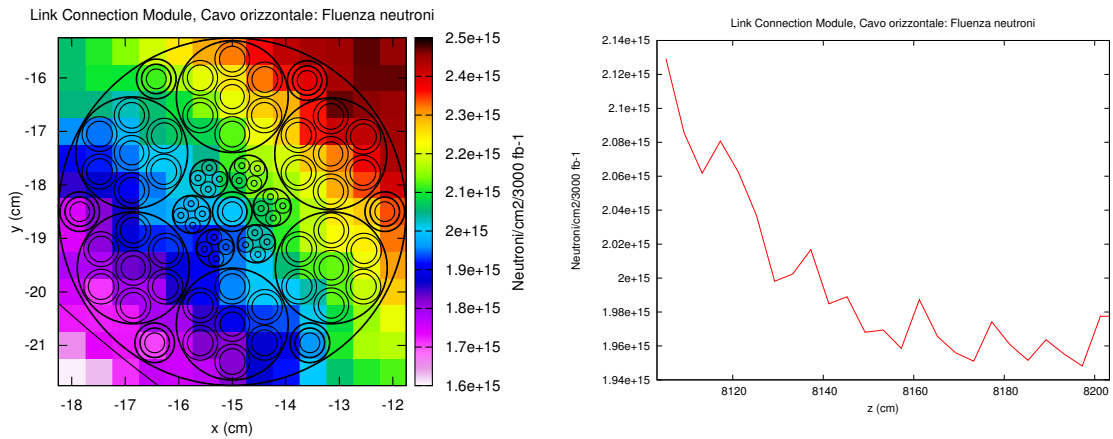 Link Connection Module, Cavo orizzontale: Fluenza neutroni
-16
-17
-18
-19
-20
-21
y (cm)
-18
-17
-16
-15
-14
-13
-12
x (cm)
2.5e+15
2.4e+15
2.3e+15
2.2e+15
2.1e+15
2e+15
1.9e+15
1.8e+15
1.7e+15
1.6e+15
Neutroni/cm2/3000 fb-1
Link Connection Module, Cavo orizzontale: Fluenza neutroni
2.14e+15
2.12e+15
2.1e+15
2.08e+15
2.06e+15
2.04e+15
2.02e+15
2e+15
1.98e+15
1.96e+15
1.94e+15
Neutroni/cm2/3000 fb-1
8120
8140
8160
8180
8200
z (cm)